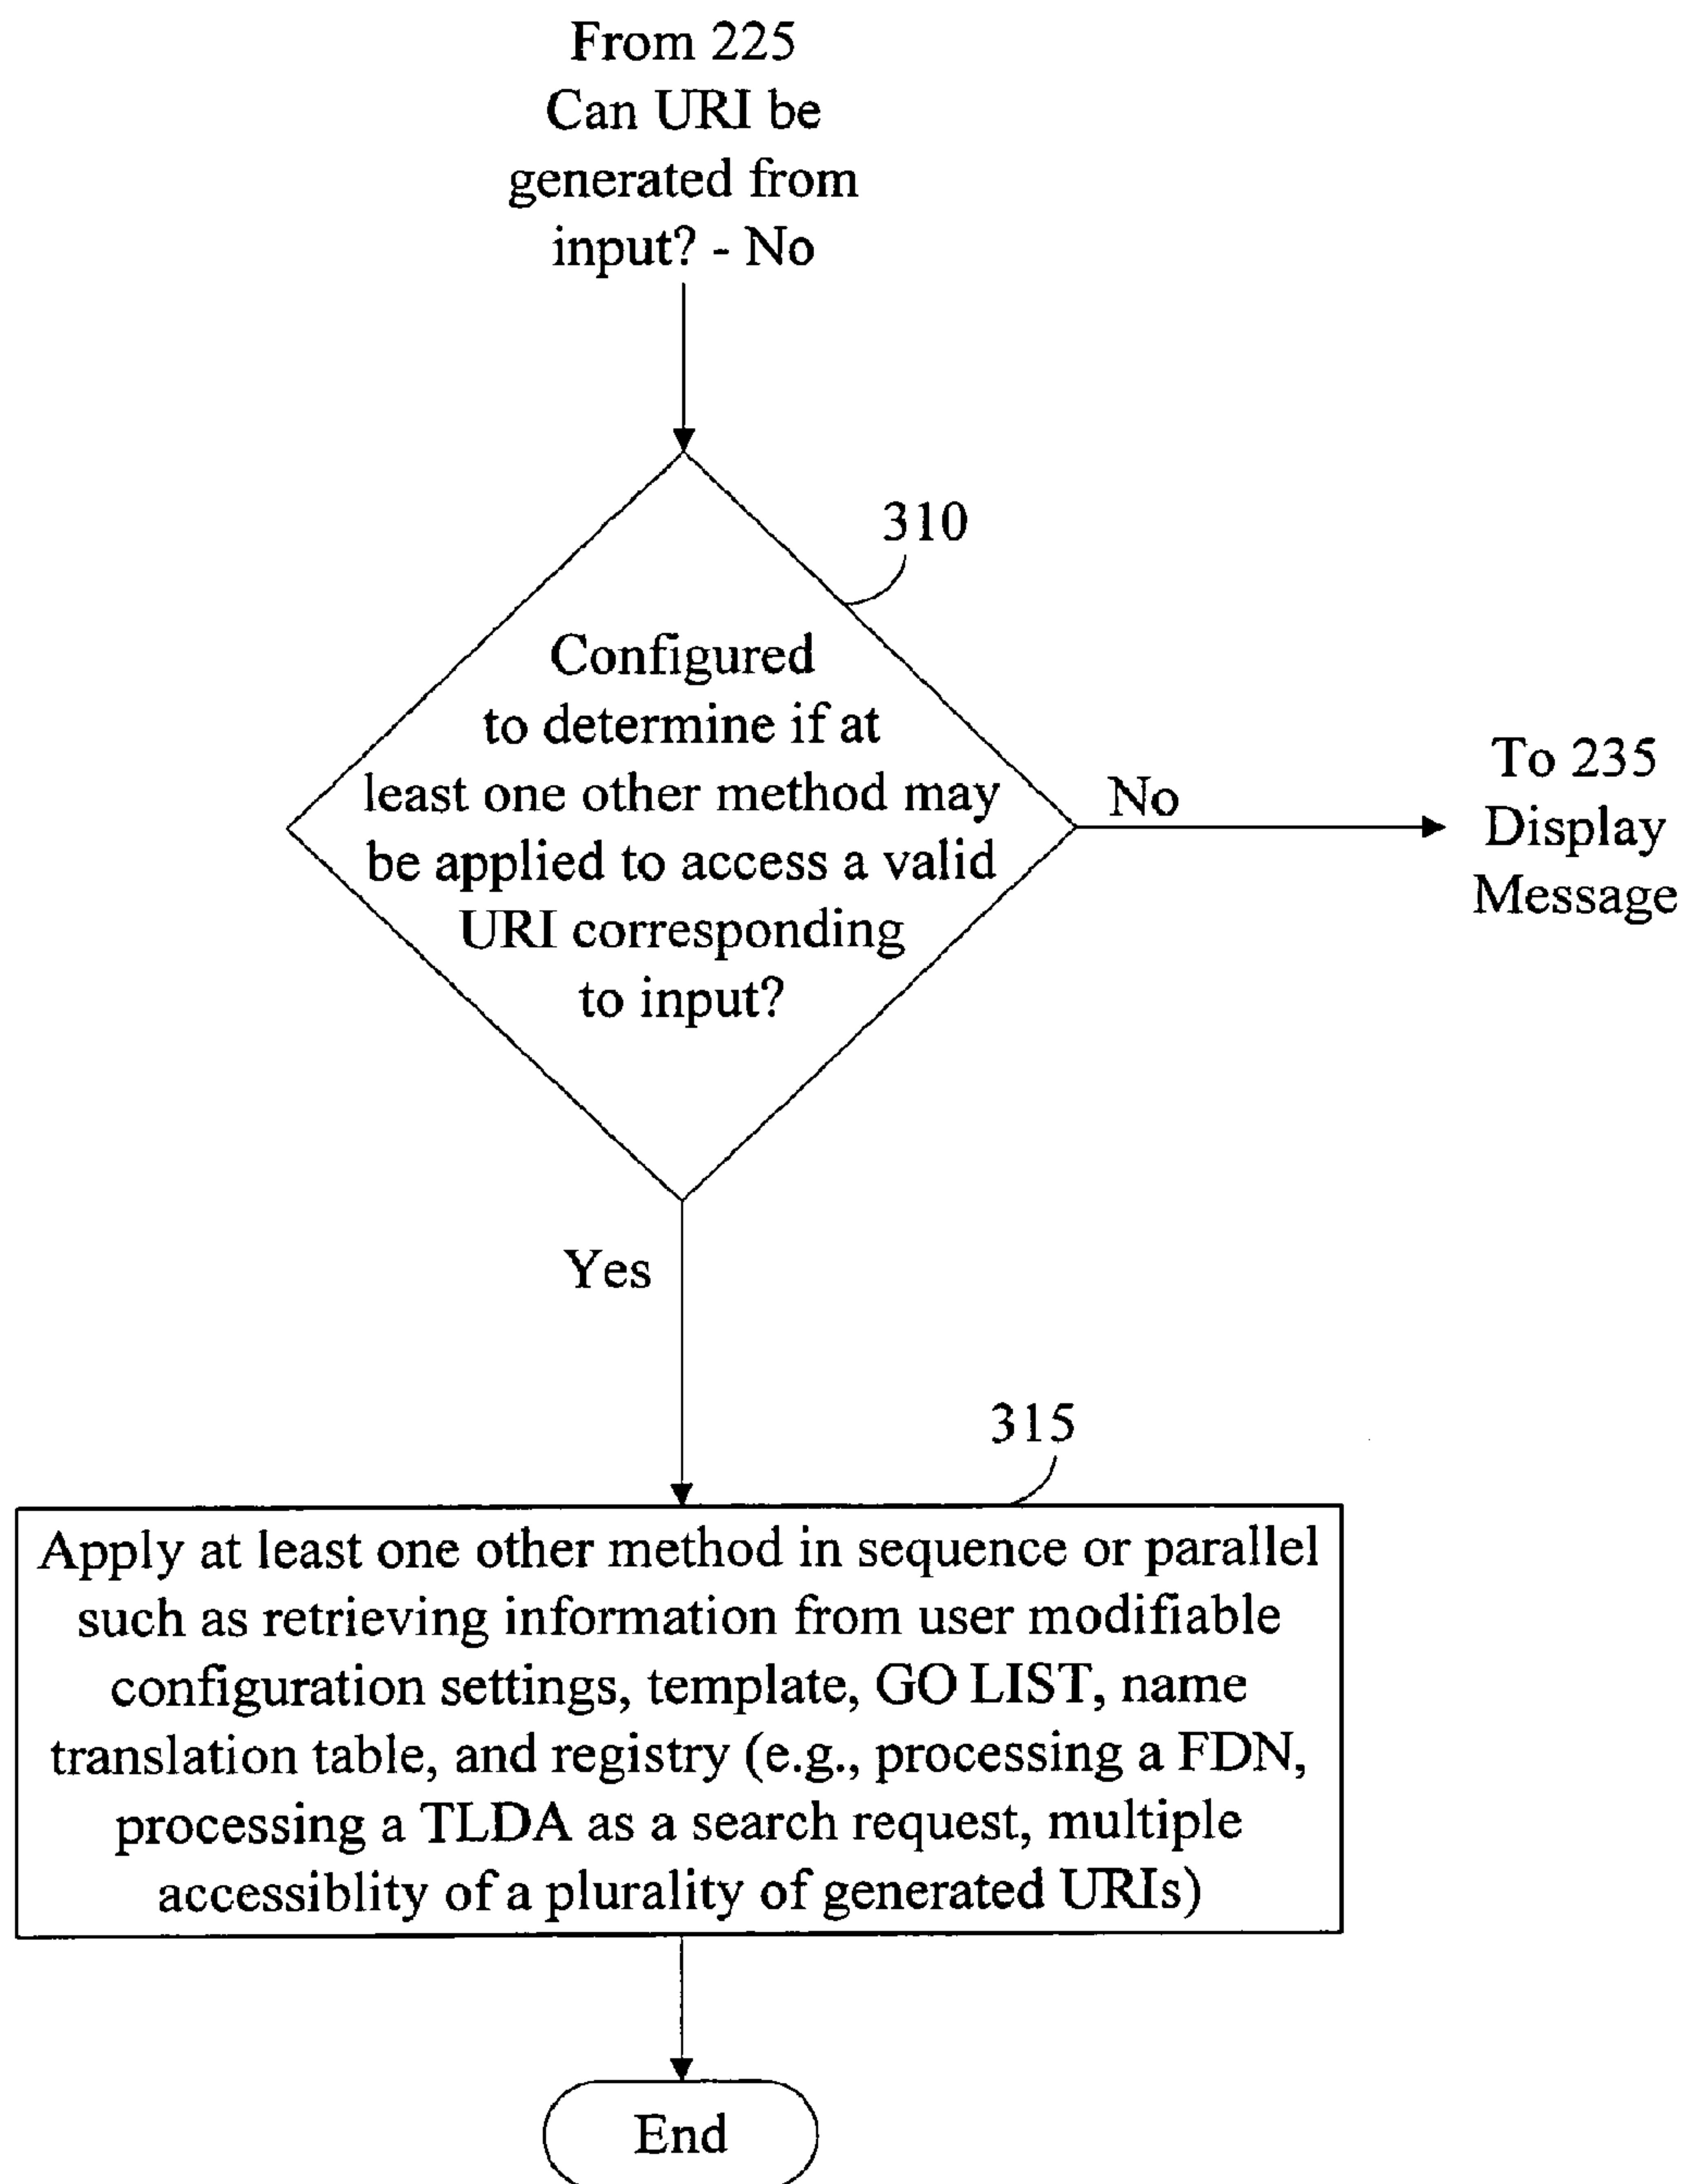 From 225
Can URI be
generated from
input? - No
310
Configured
to determine if at
least one other method may
be applied to access a valid
URI corresponding
to input?
No
To 235
Display
Message
Yes
315
Apply at least one other method in sequence or parallel
such as retrieving information from user modifiable
configuration settings, template, GO LIST, name
translation table, and registry (e.g., processing a FDN,
processing a TLDA as a search request, multiple
accessiblity of a plurality of generated URIs)
End